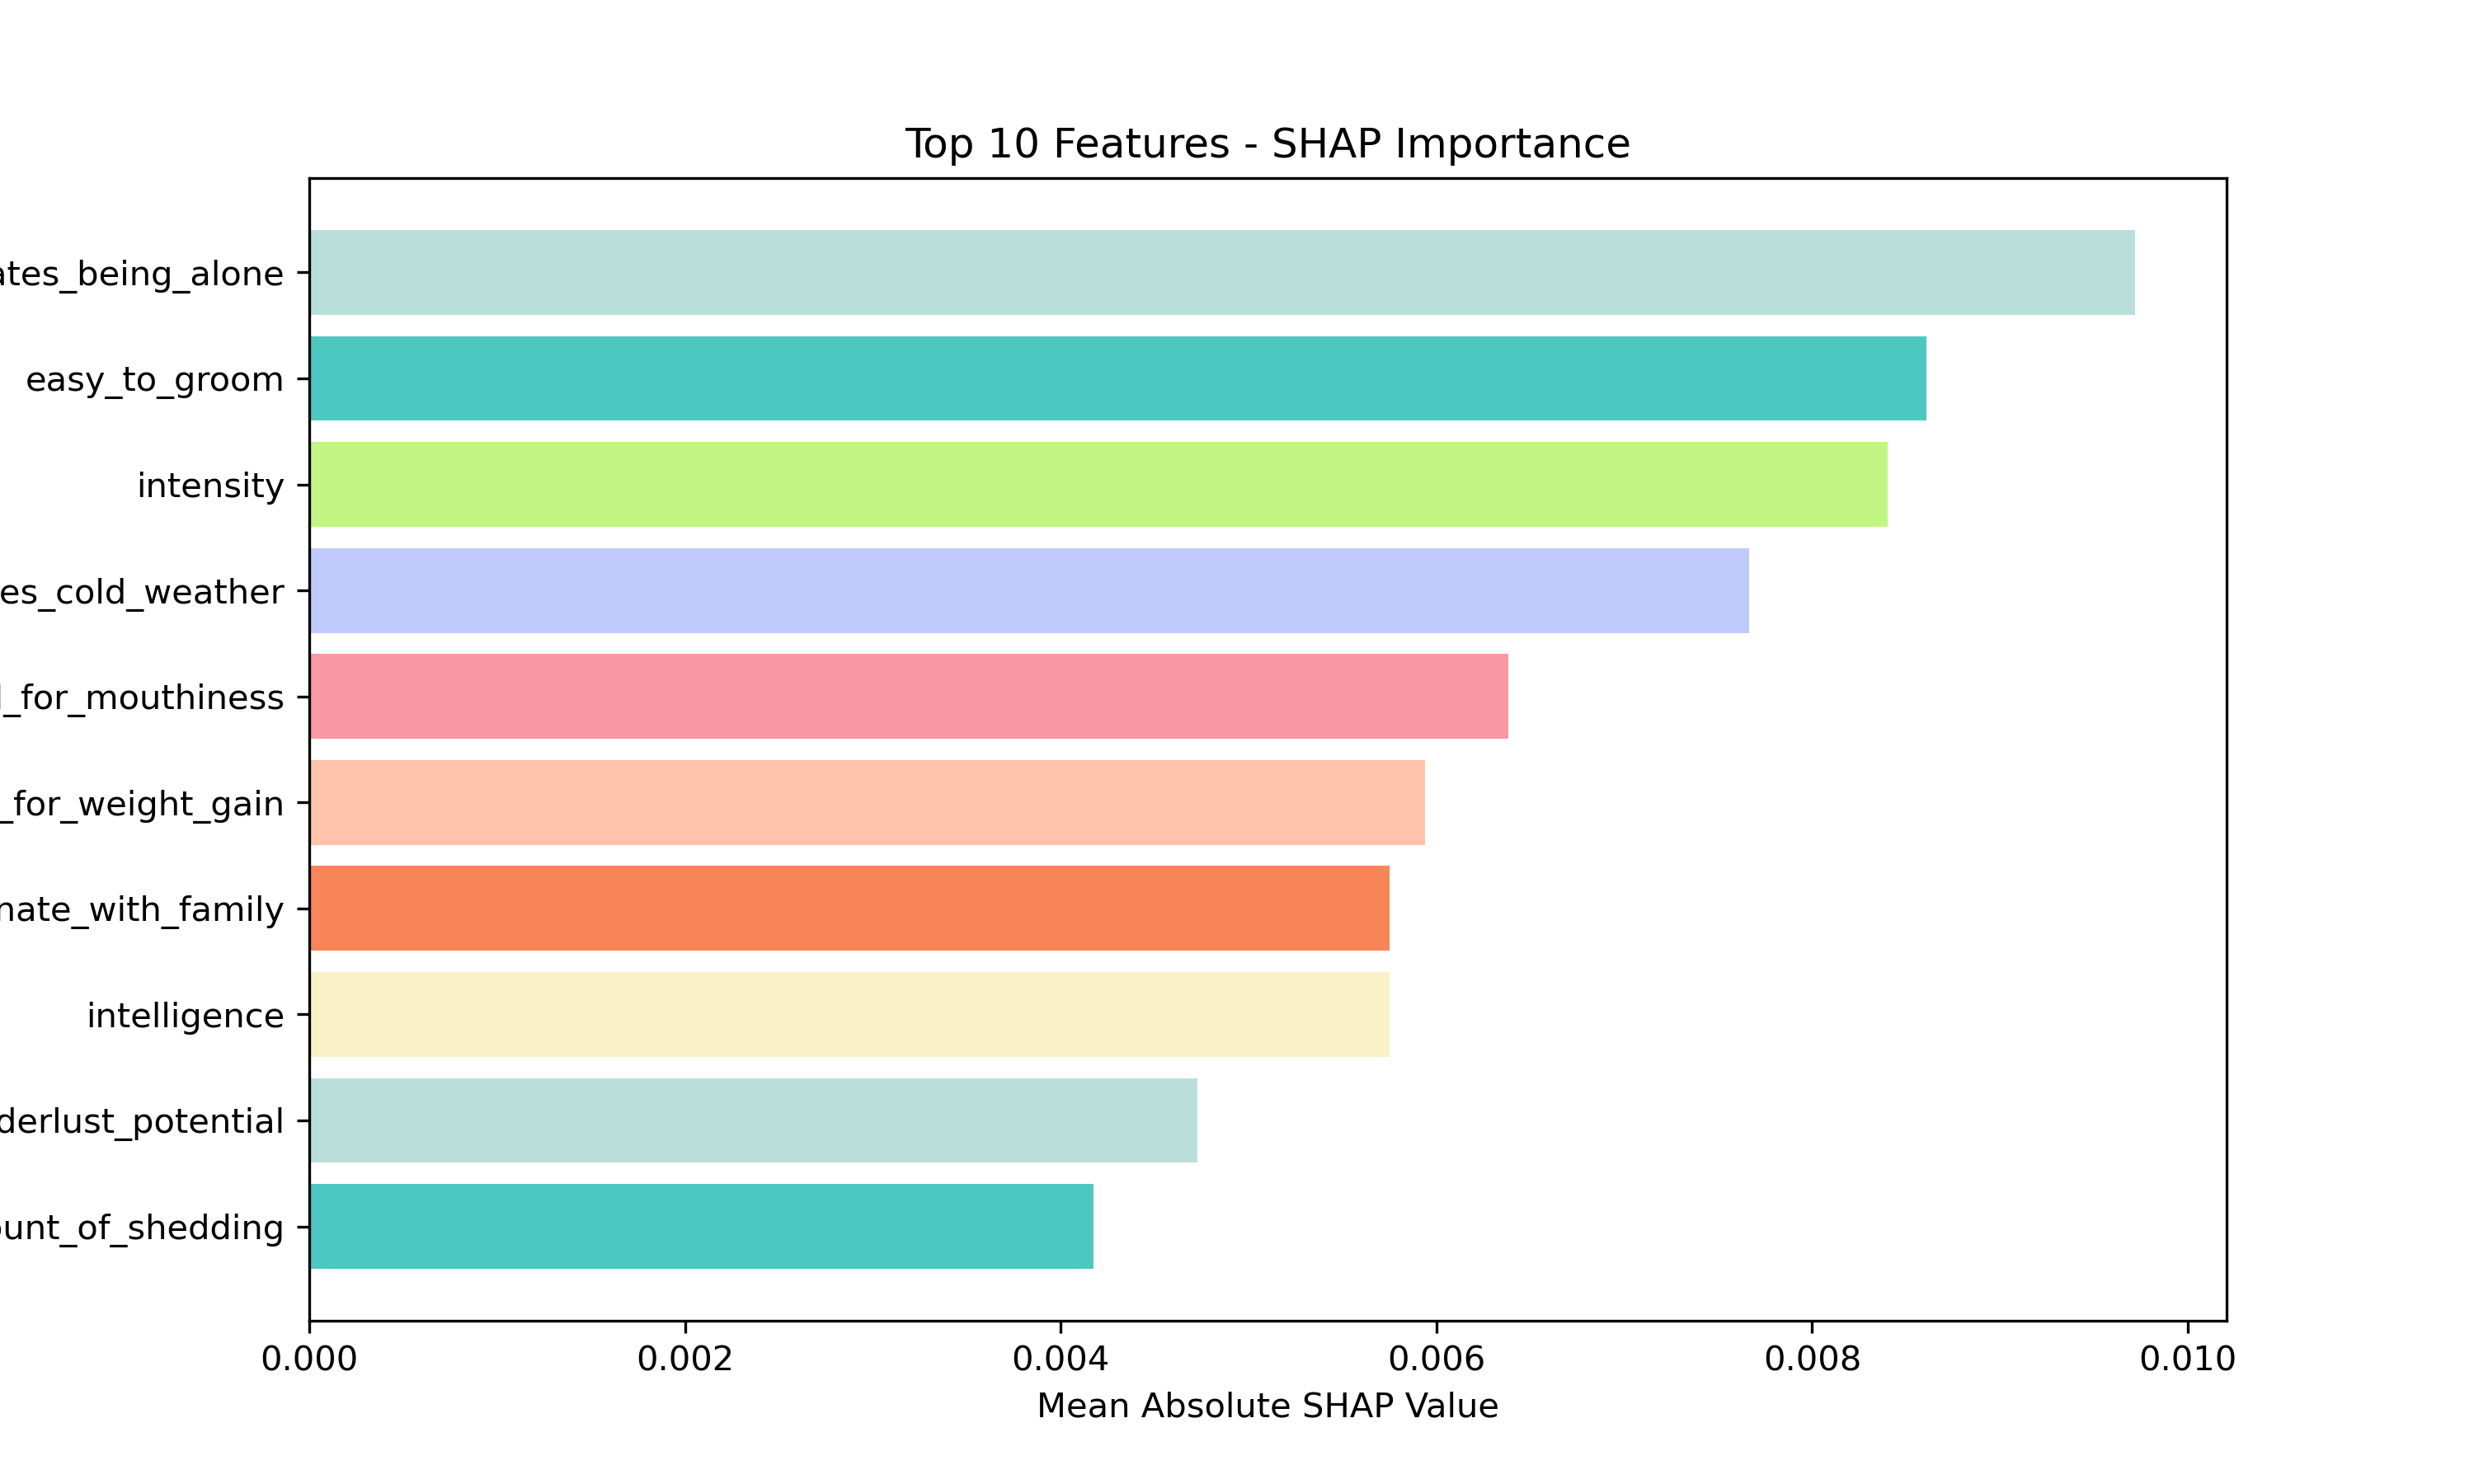 Top 10 Features - SHAP Importance
ates_being_alone
easy_to_groom
intensity
es_cold_weather
_for_mouthiness
_for_weight_gain
nate_with_family
intelligence
derlust_potential
unt_of_shedding
0.000 0.002 0.004 0.006 0.008 0.010
Mean Absolute SHAP Value